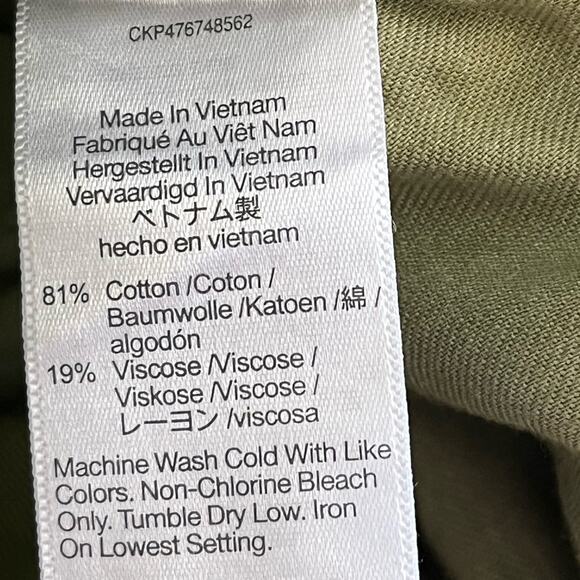 CKP476748562
Made In Vietnam
Fabriqué Au Viêt Nam
Hergestellt In Vietnam
Vervaardigd In Vietnam
ベトナム製
hecho en vietnam
81% Cotton /Coton /
Baumwolle /Katoen /綿 /
algodón
19% Viscose /Viscose /
Viskose /Viscose /
レーヨン /viscosa
Machine Wash Cold With Like
Colors. Non-Chlorine Bleach
Only. Tumble Dry Low. Iron
On Lowest Setting.